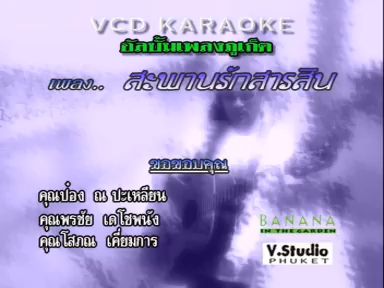 VCD KARAOKE
อัลบั้มเพลงภูเก็ต
เพลง.. สะพานรักสารสิน
ขอขอบคุณ
คุณป่อง ณ ปะเหลียน
คุณพรชัย เดโชพนัง
คุณโสภณ เคี่ยมการ
BANANA
IN THE GARDEN
V.Studio
PHUKET